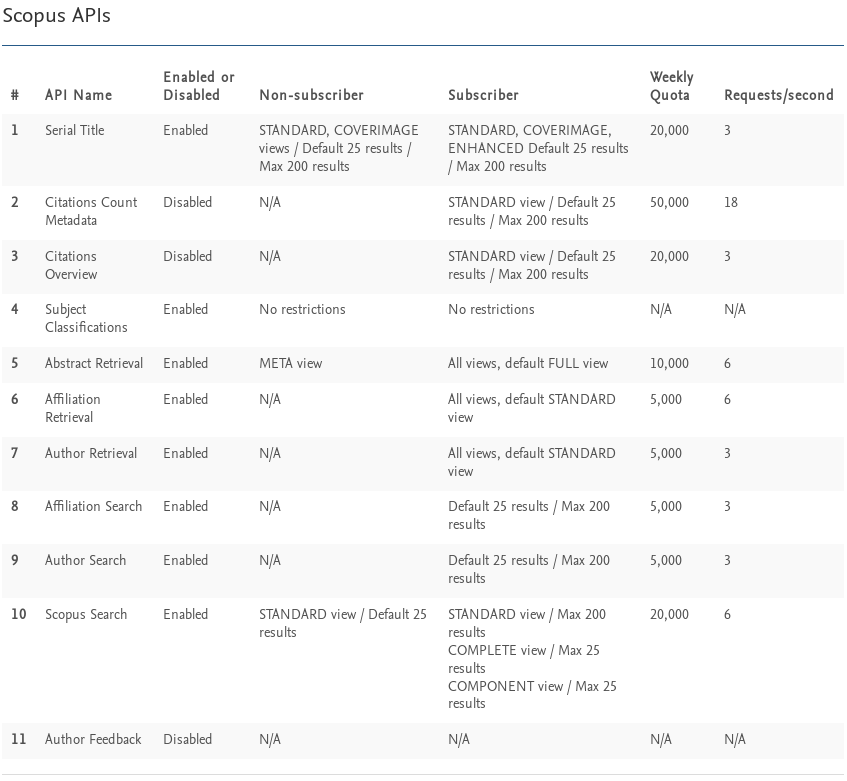 Scopus APIs
# API Name Enabled or Disabled Non-subscriber Subscriber Weekly Quota Requests/second
1 Serial Title Enabled STANDARD, COVERIMAGE STANDARD, COVERIMAGE, 20,000 3
views / Default 25 results / ENHANCED Default 25 results
Max 200 results / Max 200 results
2 Citations Count Disabled N/A STANDARD view / Default 25 50,000 18
Metadata results / Max 200 results
3 Citations Disabled N/A STANDARD view / Default 25 20,000 3
Overview results / Max 200 results
4 Subject Enabled No restrictions No restrictions N/A N/A
Classifications
5 Abstract Retrieval Enabled META view All views, default FULL view 10,000 6
6 Affiliation Enabled N/A All views, default STANDARD 5,000 6
Retrieval view
7 Author Retrieval Enabled N/A All views, default STANDARD 5,000 3
view
8 Affiliation Search Enabled N/A Default 25 results / Max 200 5,000 3
results
9 Author Search Enabled N/A Default 25 results / Max 200 5,000 3
results
10 Scopus Search Enabled STANDARD view / Default 25 STANDARD view / Max 200 20,000 6
results results
COMPLETE view / Max 25
results
COMPONENT view / Max 25
results
11 Author Feedback Disabled N/A N/A N/A N/A